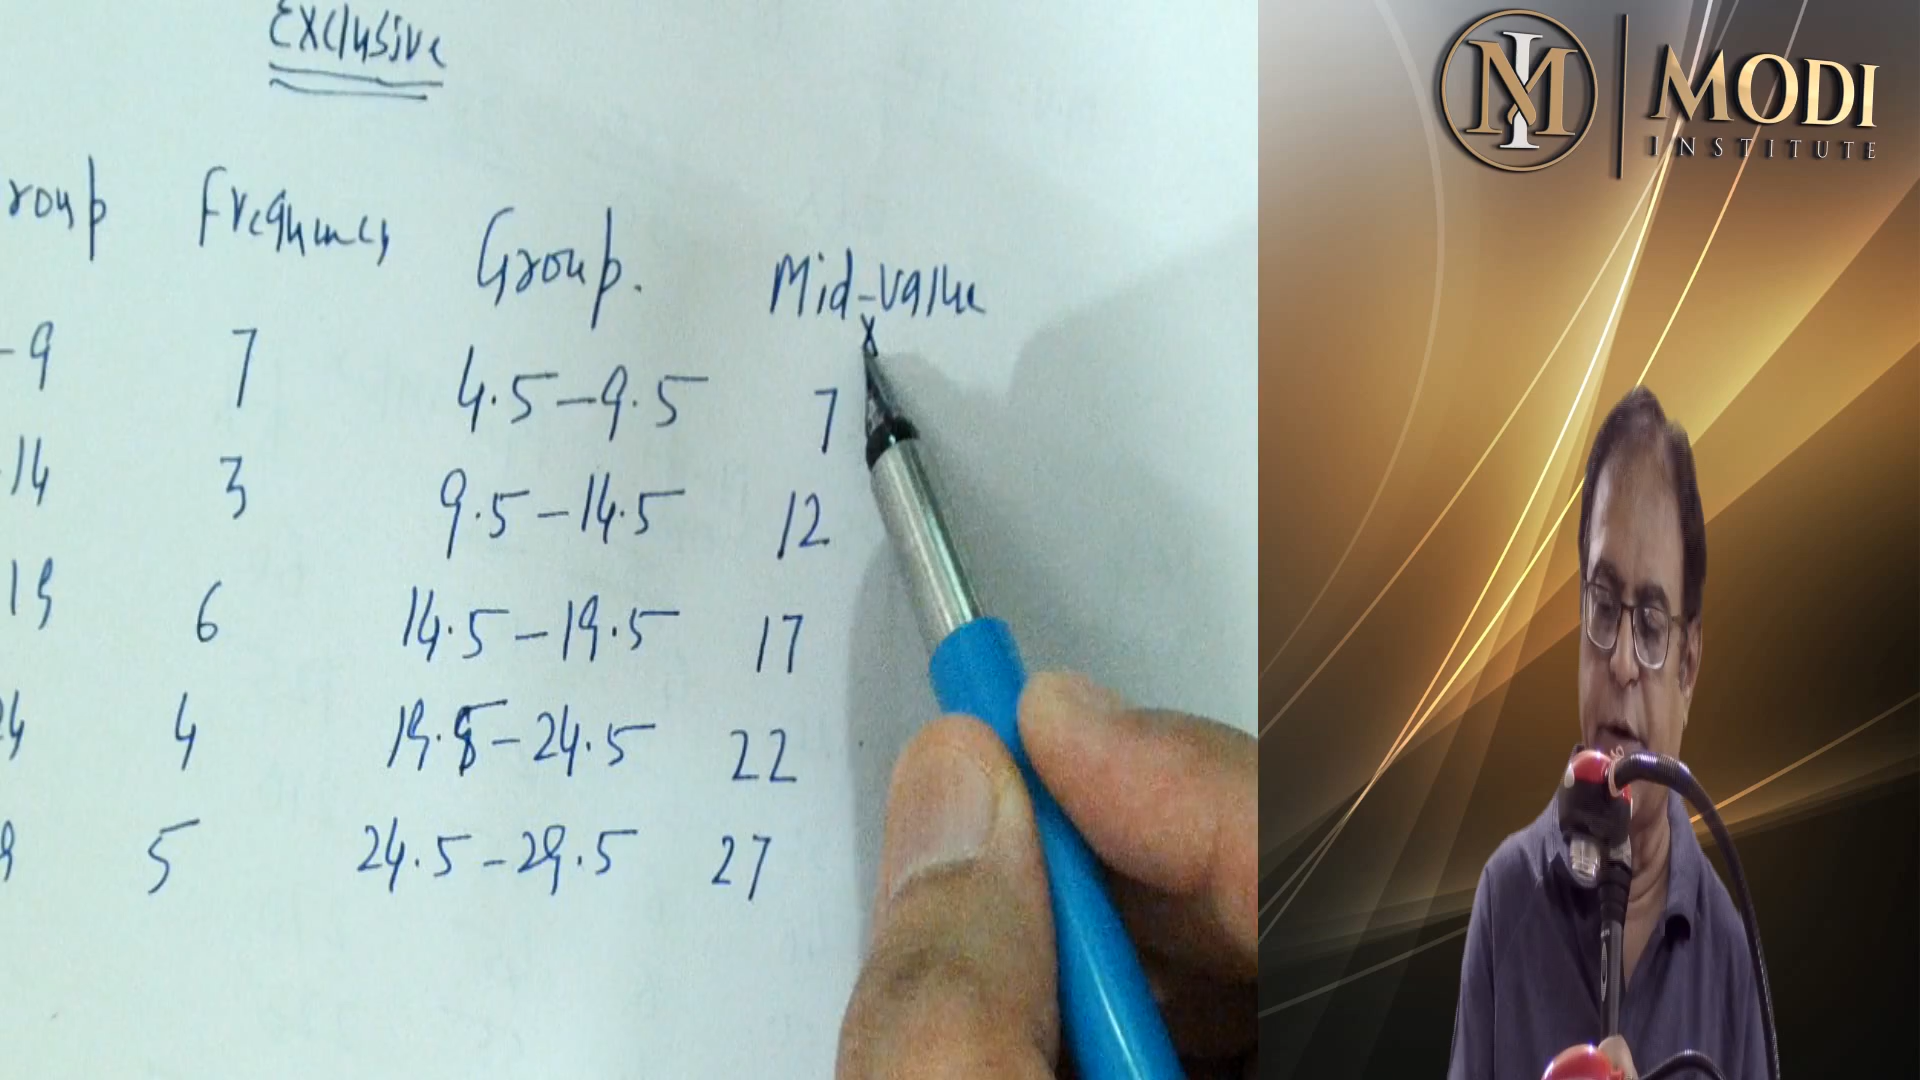 Exclusive
roup Frequency Group. Mid-value
x
-9 7 4.5-9.5 7
14 3 9.5-14.5 12
19 6 14.5-19.5 17
24 4 19.5-24.5 22
9 5 24.5-29.5 27
MI | MODI
INSTITUTE